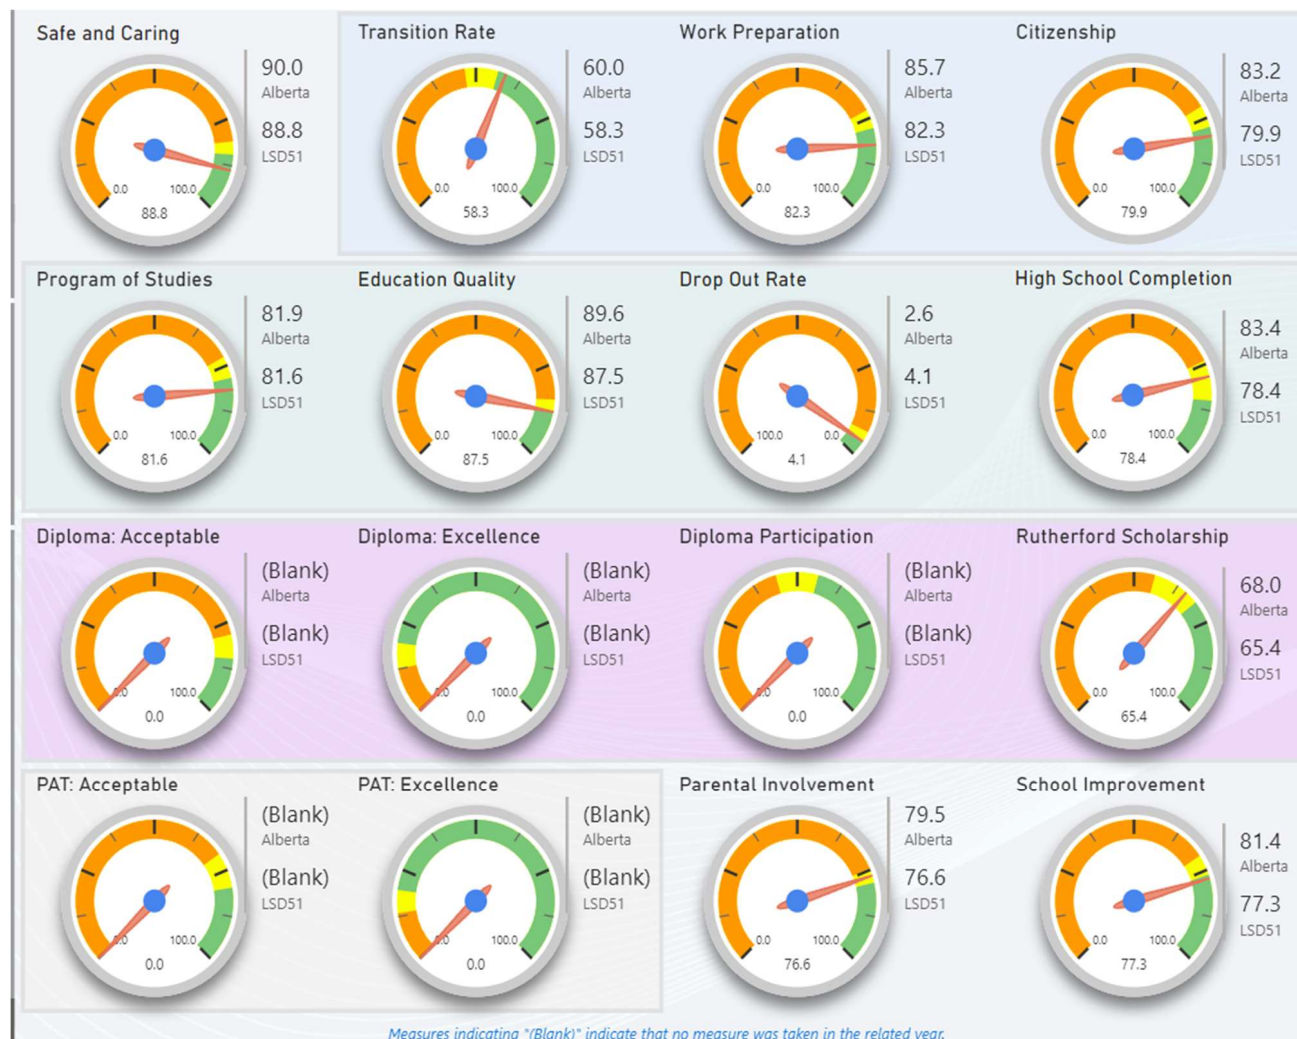 Safe and Caring
90.0
Alberta
88.8
LSD51
0.0
100.0
88.8
Transition Rate
60.0
Alberta
58.3
LSD51
0.0
100.0
58.3
Work Preparation
85.7
Alberta
82.3
LSD51
0.0
100.0
82.3
Citizenship
83.2
Alberta
79.9
LSD51
0.0
100.0
79.9
Program of Studies
81.9
Alberta
81.6
LSD51
0.0
100.0
81.6
Education Quality
89.6
Alberta
87.5
LSD51
0.0
100.0
87.5
Drop Out Rate
2.6
Alberta
4.1
LSD51
100.0
0.0
4.1
High School Completion
83.4
Alberta
78.4
LSD51
0.0
100.0
78.4
Diploma: Acceptable
(Blank)
Alberta
(Blank)
LSD51
0.0
100.0
0.0
Diploma: Excellence
(Blank)
Alberta
(Blank)
LSD51
0.0
100.0
0.0
Diploma Participation
(Blank)
Alberta
(Blank)
LSD51
0.0
100.0
0.0
Rutherford Scholarship
68.0
Alberta
65.4
LSD51
0.0
100.0
65.4
PAT: Acceptable
(Blank)
Alberta
(Blank)
LSD51
0.0
100.0
0.0
PAT: Excellence
(Blank)
Alberta
(Blank)
LSD51
0.0
100.0
0.0
Parental Involvement
79.5
Alberta
76.6
LSD51
0.0
100.0
76.6
School Improvement
81.4
Alberta
77.3
LSD51
0.0
100.0
77.3
Measures indicating "(Blank)" indicate that no measure was taken in the related year.